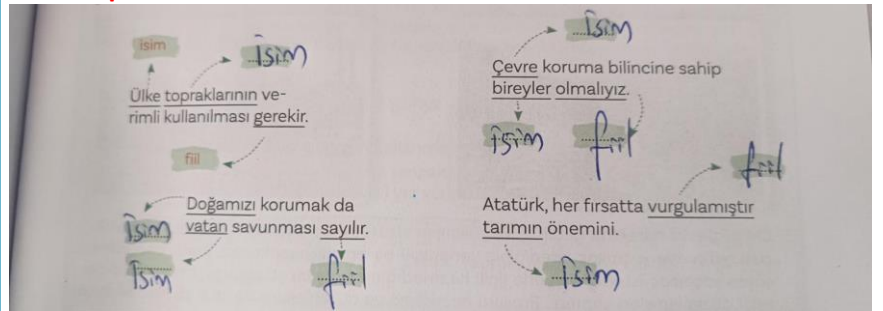 isim
İsim
Ülke topraklarının ve-
rimli kullanılması gerekir.
fiil
İsim
Çevre koruma bilincine sahip
bireyler olmalıyız.
İsim
fiil
Doğamızı korumak da
vatan savunması sayılır.
İsim
İsim
fiil
fiil
Atatürk, her fırsatta vurgulamıştır
tarımın önemini.
İsim